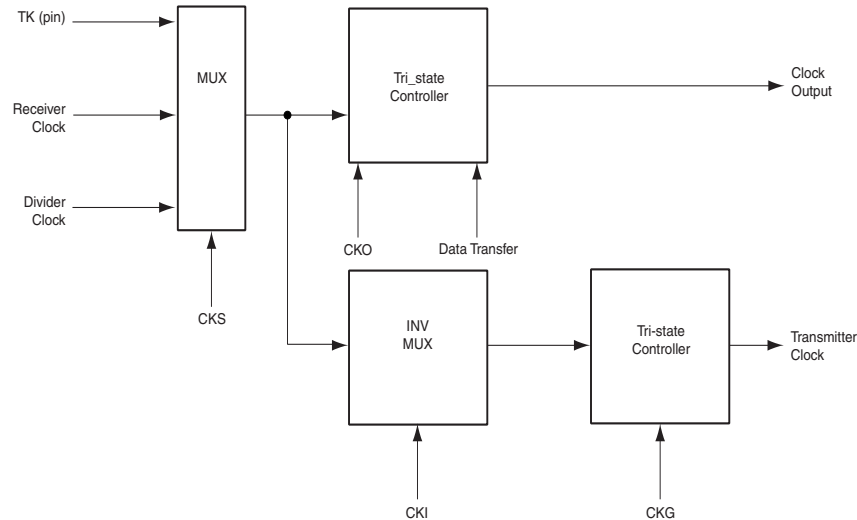 TK (pin)
MUX
Tri_state
Controller
Clock
Output
Receiver
Clock
Divider
Clock
CKO
Data Transfer
CKS
INV
MUX
Tri-state
Controller
Transmitter
Clock
CKI
CKG